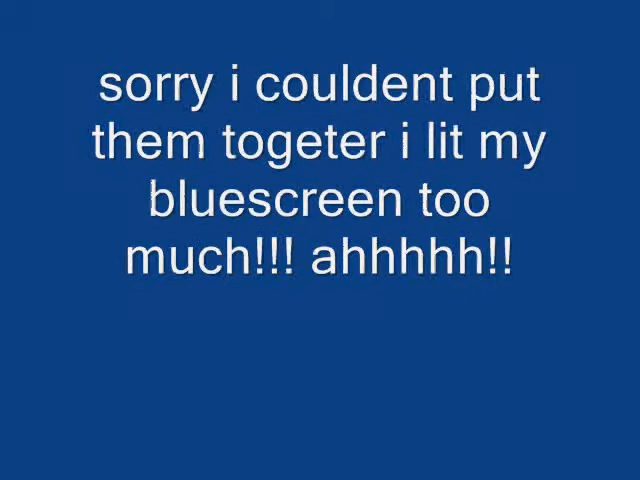 sorry i couldent put
them togeter i lit my
bluescreen too
much!!! ahhhhh!!